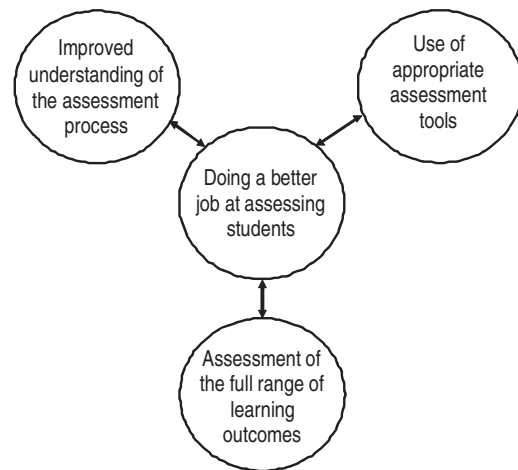 Improved
understanding of
the assessment
process
Use of
appropriate
assessment
tools
Doing a better
job at assessing
students
Assessment of
the full range of
learning
outcomes